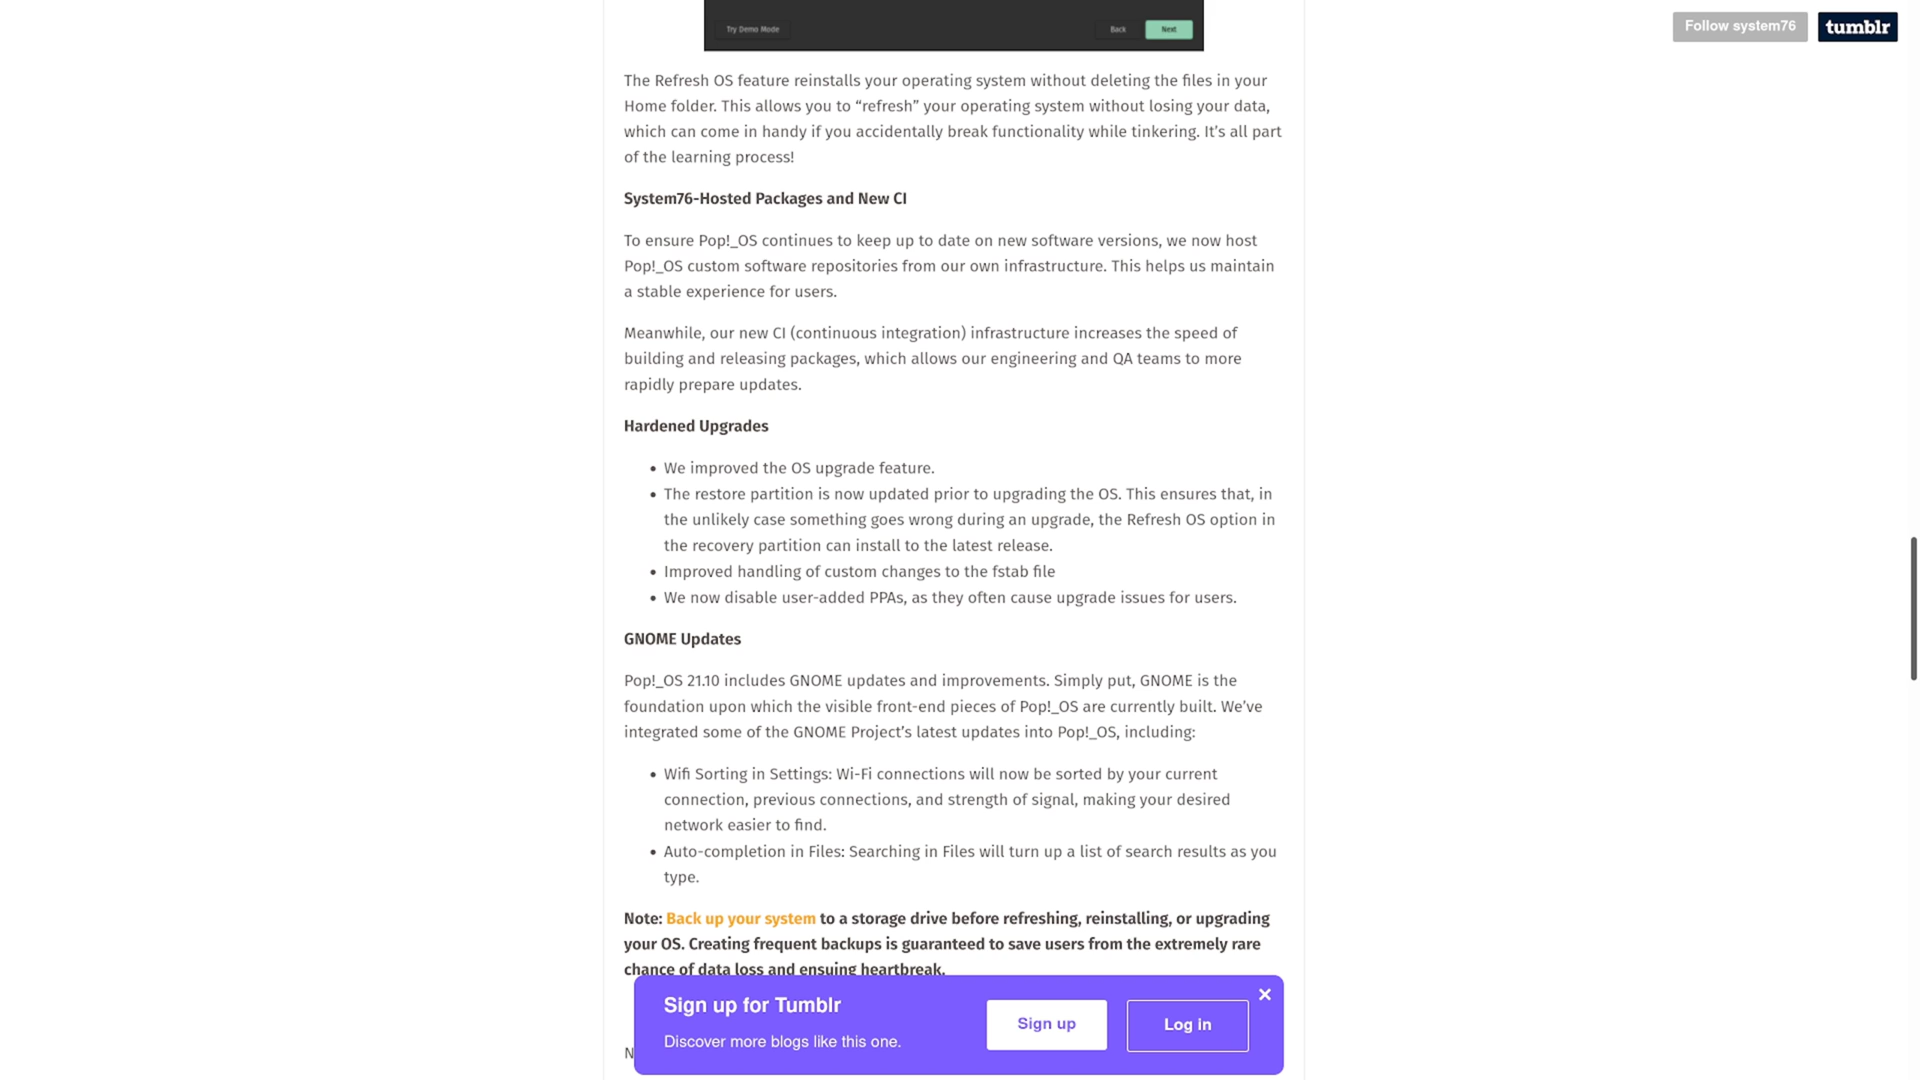 Try Demo Mode
Back
Next
Follow system76
tumblr
The Refresh OS feature reinstalls your operating system without deleting the files in your
Home folder. This allows you to “refresh” your operating system without losing your data,
which can come in handy if you accidentally break functionality while tinkering. It’s all part
of the learning process!
System76-Hosted Packages and New CI
To ensure Pop!_OS continues to keep up to date on new software versions, we now host
Pop!_OS custom software repositories from our own infrastructure. This helps us maintain
a stable experience for users.
Meanwhile, our new CI (continuous integration) infrastructure increases the speed of
building and releasing packages, which allows our engineering and QA teams to more
rapidly prepare updates.
Hardened Upgrades
• We improved the OS upgrade feature.
• The restore partition is now updated prior to upgrading the OS. This ensures that, in
the unlikely case something goes wrong during an upgrade, the Refresh OS option in
the recovery partition can install to the latest release.
• Improved handling of custom changes to the fstab file
• We now disable user-added PPAs, as they often cause upgrade issues for users.
GNOME Updates
Pop!_OS 21.10 includes GNOME updates and improvements. Simply put, GNOME is the
foundation upon which the visible front-end pieces of Pop!_OS are currently built. We’ve
integrated some of the GNOME Project’s latest updates into Pop!_OS, including:
• Wifi Sorting in Settings: Wi-Fi connections will now be sorted by your current
connection, previous connections, and strength of signal, making your desired
network easier to find.
• Auto-completion in Files: Searching in Files will turn up a list of search results as you
type.
Note: Back up your system to a storage drive before refreshing, reinstalling, or upgrading
your OS. Creating frequent backups is guaranteed to save users from the extremely rare
chance of data loss and ensuing heartbreak.
Sign up for Tumblr
Discover more blogs like this one.
Sign up
Log in